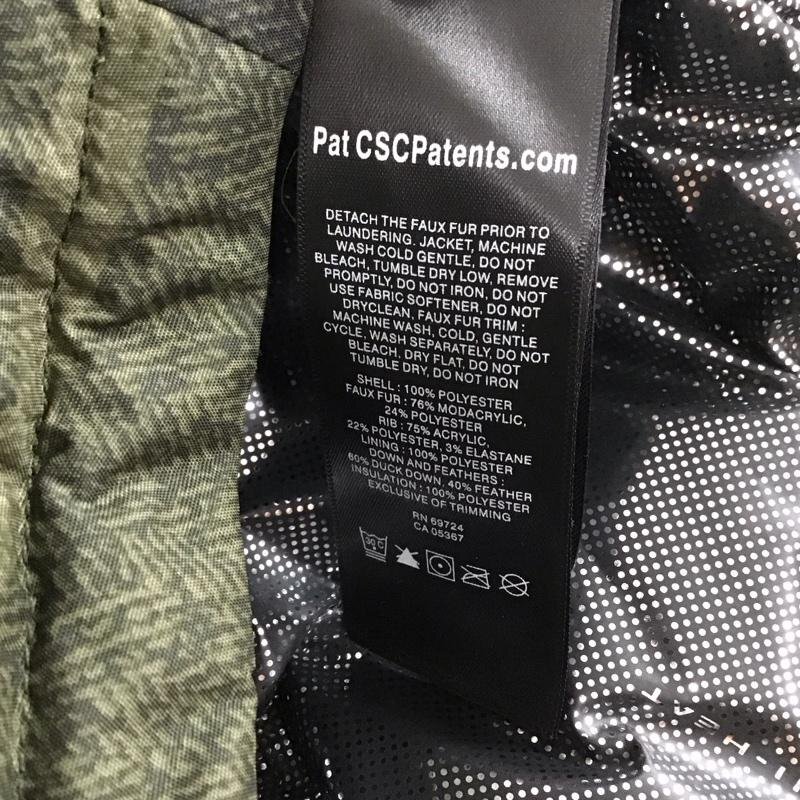 Pat CSCPatents.com
DETACH THE FAUX FUR PRIOR TO
LAUNDERING. JACKET, MACHINE
WASH COLD GENTLE, DO NOT
BLEACH, TUMBLE DRY LOW, REMOVE
PROMPTLY, DO NOT IRON, DO NOT
USE FABRIC SOFTENER, DO NOT
DRYCLEAN. FAUX FUR TRIM :
MACHINE WASH, COLD, GENTLE
CYCLE, WASH SEPARATELY, DO NOT
BLEACH, DRY FLAT, DO NOT
TUMBLE DRY, DO NOT IRON
SHELL : 100% POLYESTER
FAUX FUR : 76% MODACRYLIC,
24% POLYESTER
RIB : 75% ACRYLIC,
22% POLYESTER, 3% ELASTANE
LINING : 100% POLYESTER
DOWN AND FEATHERS :
60% DUCK DOWN, 40% FEATHER
INSULATION : 100% POLYESTER
EXCLUSIVE OF TRIMMING
RN 69724
CA 05367
30 C
I-HEAT